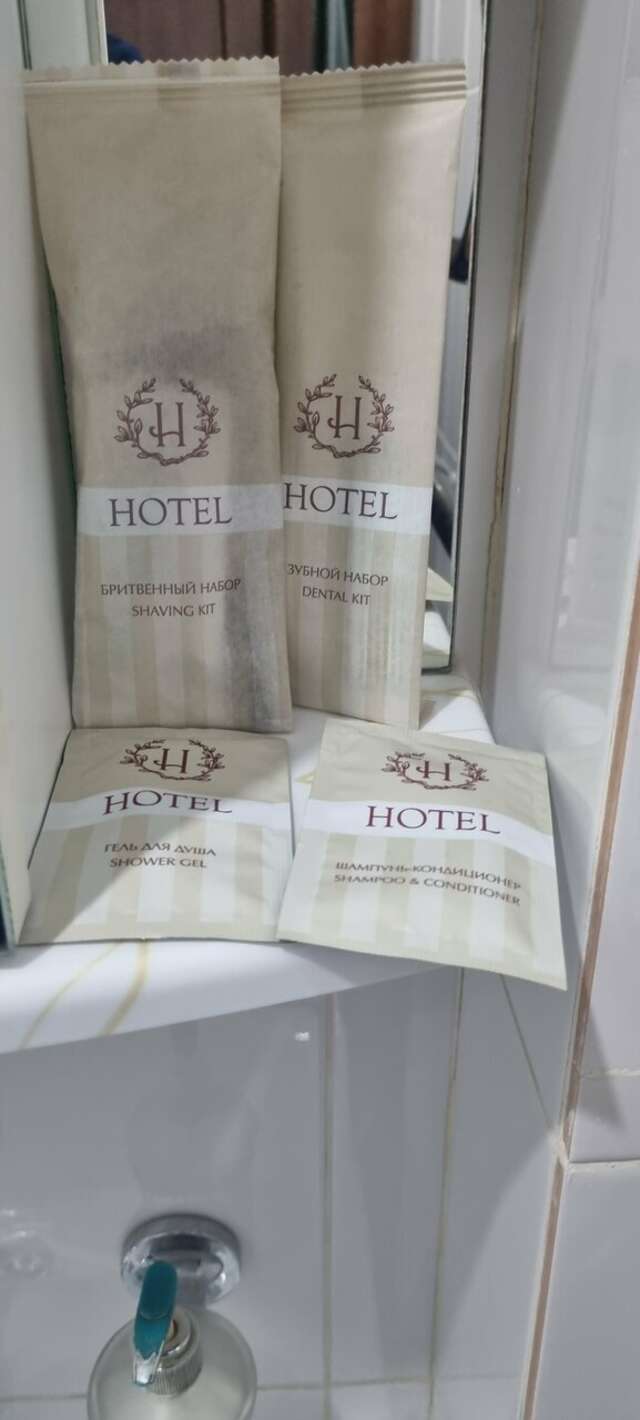 H
HOTEL
БРИТВЕННЫЙ НАБОР
SHAVING KIT
H
HOTEL
ЗУБНОЙ НАБОР
DENTAL KIT
H
HOTEL
ГЕЛЬ ДЛЯ ДУША
SHOWER GEL
H
HOTEL
ШАМПУНЬ-КОНДИЦИОНЕР
SHAMPOO & CONDITIONER